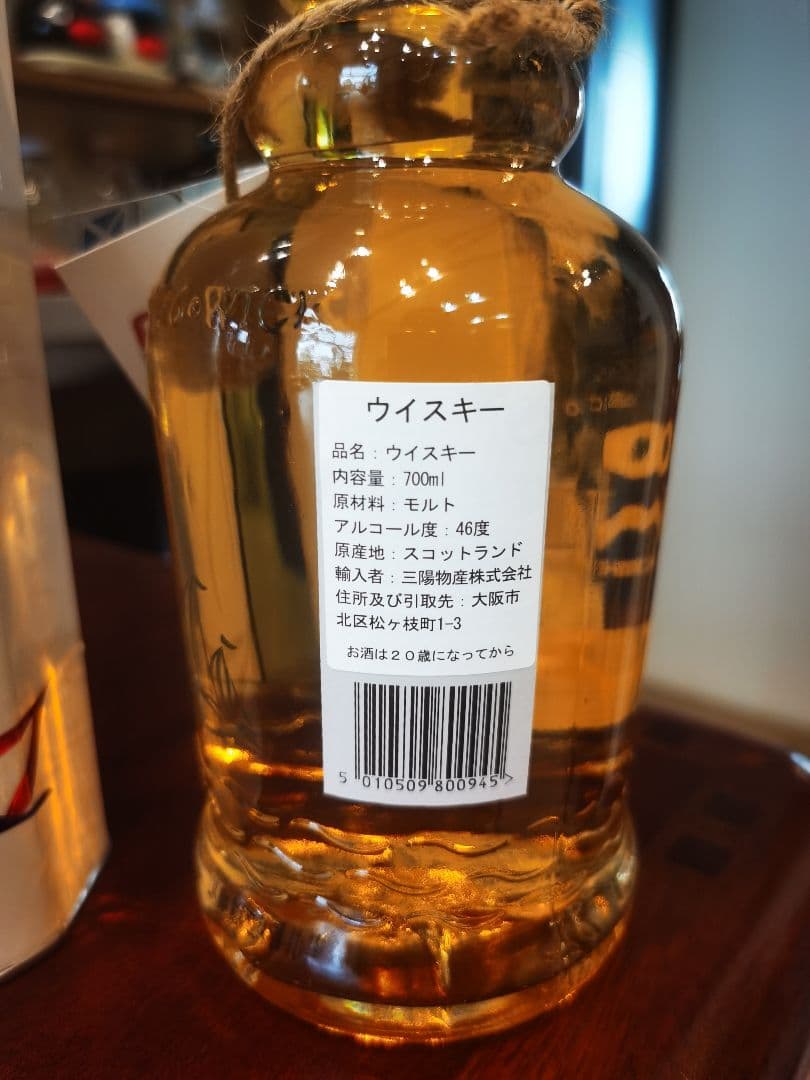 ウイスキー
品名：ウイスキー
内容量：700ml
原材料：モルト
アルコール度：46度
原産地：スコットランド
輸入者：三陽物産株式会社
住所及び引取先：大阪市
北区松ヶ枝町1-3
お酒は２０歳になってから
5 010509 800945 >